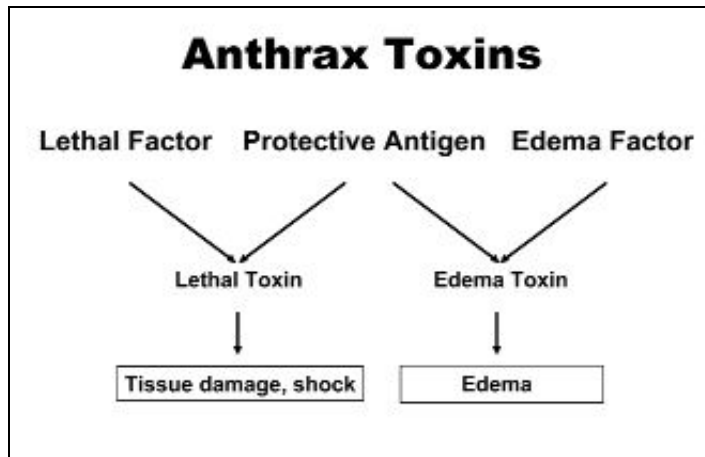 Anthrax Toxins
Lethal Factor Protective Antigen Edema Factor
Lethal Toxin Edema Toxin
Tissue damage, shock Edema